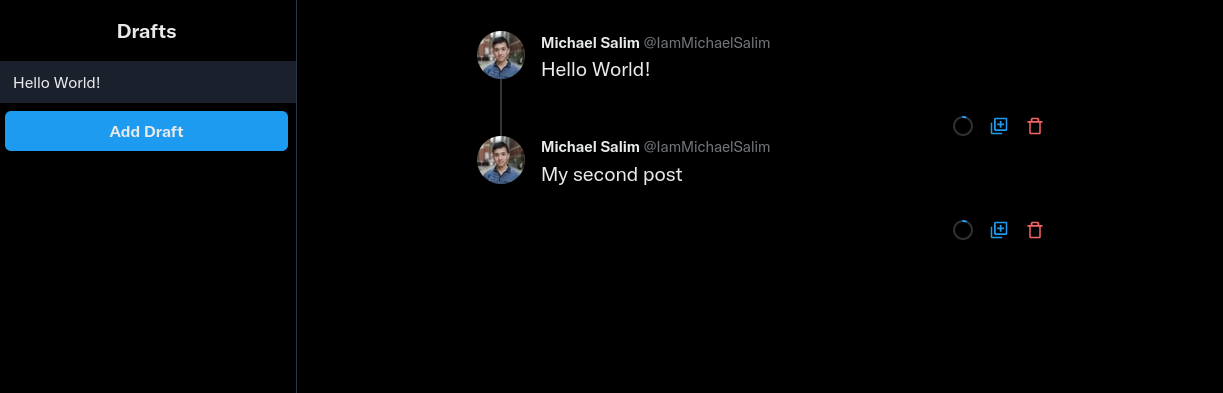 Drafts
Hello World!
Add Draft
Michael Salim @IamMichaelSalim
Hello World!
Michael Salim @IamMichaelSalim
My second post